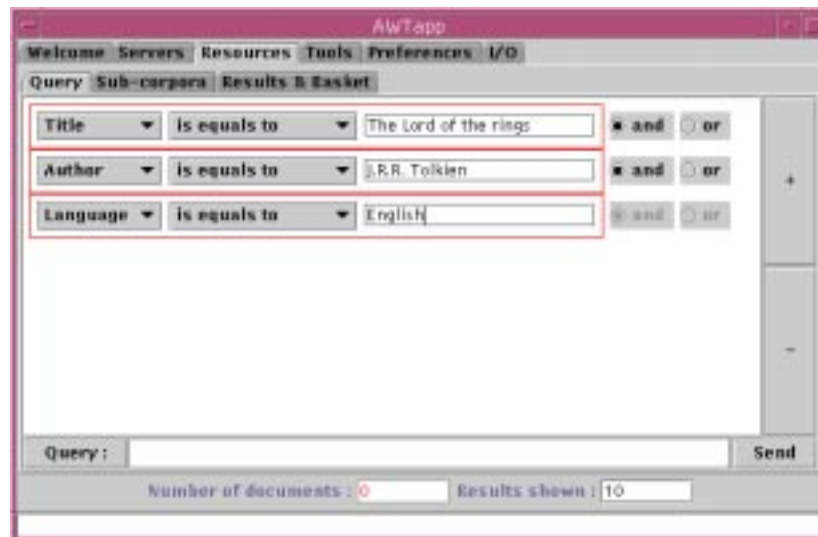 AWTapp
Welcome Servers Resources Tools Preferences I/O
Query Sub-corpora Results & Basket
Title is equals to The Lord of the rings and or
Author is equals to J.R.R. Tolkien and or
+
Language is equals to English and or
-
Query : Send
Number of documents : 0 Results shown : 10